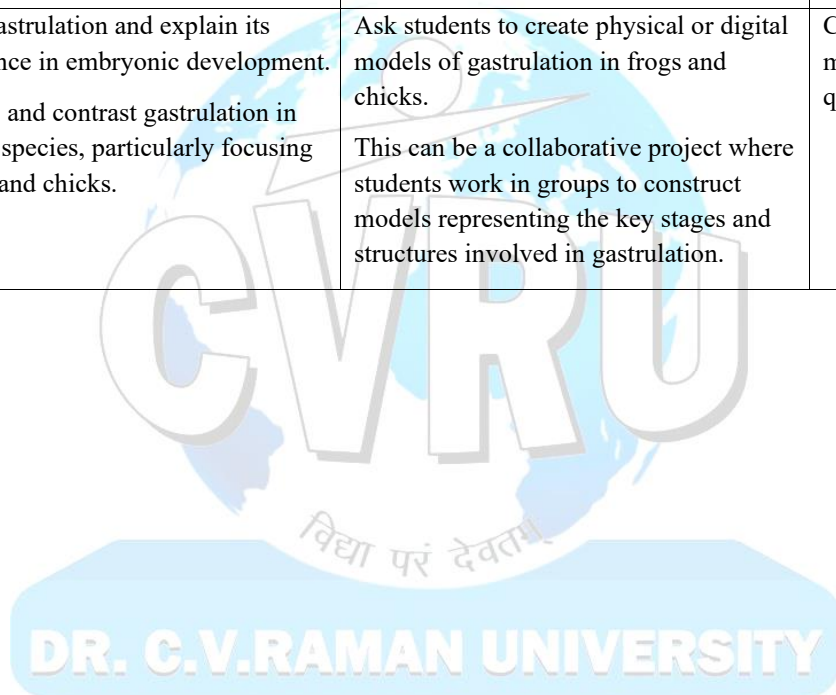 astrulation and explain its
nce in embryonic development.
and contrast gastrulation in
species, particularly focusing
and chicks.
Ask students to create physical or digital
models of gastrulation in frogs and
chicks.
This can be a collaborative project where
students work in groups to construct
models representing the key stages and
structures involved in gastrulation.
C
m
q
CVRU
विद्या परं देवतम्
DR. C.V.RAMAN UNIVERSITY